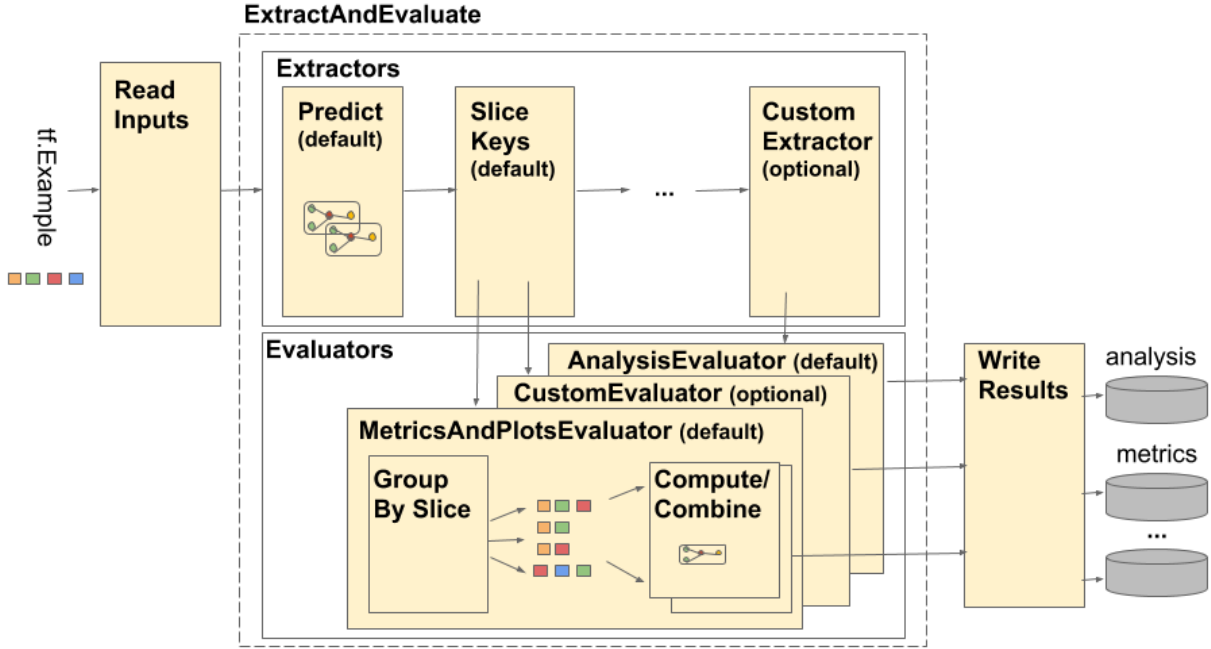 ExtractAndEvaluate
tf.Example
Read
Inputs
Extractors
Predict
(default)
Slice
Keys
(default)
...
Custom
Extractor
(optional)
Evaluators
AnalysisEvaluator (default)
CustomEvaluator (optional)
MetricsAndPlotsEvaluator (default)
Group
By Slice
Compute/
Combine
Write
Results
analysis
metrics
...